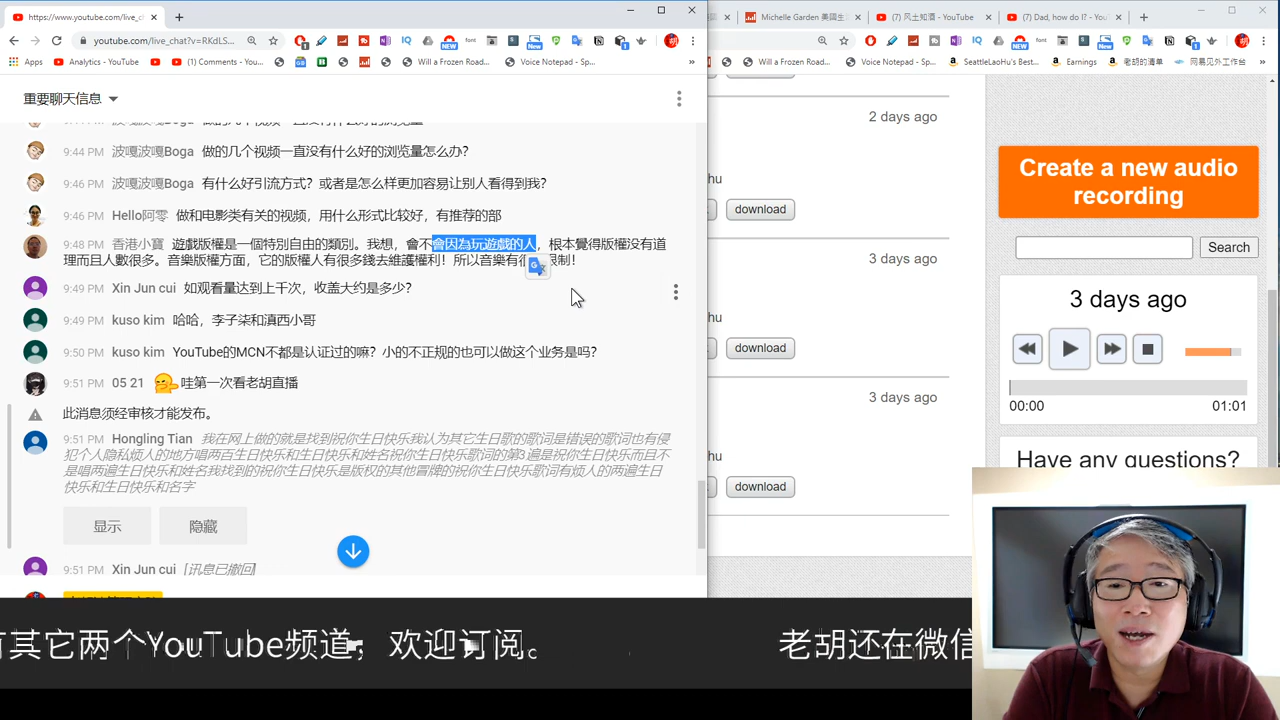 https://www.youtube.com/live_c
Michelle Garden 美國生
(7) 风土知酒 - YouTube
(7) Dad, how do I? - YouTu
youtube.com/live_chat?v=RKdLS...
Apps
Analytics - YouTube
(1) Comments - You...
Will a Frozen Road...
Voice Notepad - Sp...
Will a Frozen Road...
Voice Notepad - Sp...
SeattleLaoHu's Best...
Earnings
老胡的清单
网易见外工作台
重要聊天信息
9:44 PM 波嘎波嘎Boga 做的几个视频一直没有什么好的浏览量怎么办?
9:46 PM 波嘎波嘎Boga 有什么好引流方式？或者是怎么样更加容易让别人看得到我?
9:46 PM Hello阿零 做和电影类有关的视频，用什么形式比较好，有推荐的部
9:48 PM 香港小寶 遊戲版權是一個特別自由的類別。我想，會不會因為玩遊戲的人，根本覺得版權没有道
理而且人數很多。音樂版權方面，它的版權人有很多錢去維護權利！所以音樂有很 限制！
9:49 PM Xin Jun cui 如观看量达到上千次，收盖大约是多少?
9:49 PM kuso kim 哈哈，李子柒和滇西小哥
9:50 PM kuso kim YouTube的MCN不都是认证过的嘛？小的不正规的也可以做这个业务是吗?
9:51 PM 05 21 哇第一次看老胡直播
此消息须经审核才能发布。
9:51 PM Hongling Tian 我在网上做的就是找到祝你生日快乐我认为其它生日歌的歌词是错误的歌词也有侵
犯个人隐私烦人的地方唱两百生日快乐和生日快乐和姓名祝你生日快乐歌词的第3遍是祝你生日快乐而且不
是唱两遍生日快乐和姓名我找到的祝你生日快乐是版权的其他冒牌的祝你生日快乐歌词有烦人的两遍生日
快乐和生日快乐和名字
显示
隐藏
9:51 PM Xin Jun cui [讯息已撤回]
2 days ago
hu
download
3 days ago
hu
download
3 days ago
hu
download
Create a new audio
recording
Search
3 days ago
00:00
01:01
Have any questions?
其它两个YouTube频道，欢迎订阅。
老胡还在微信